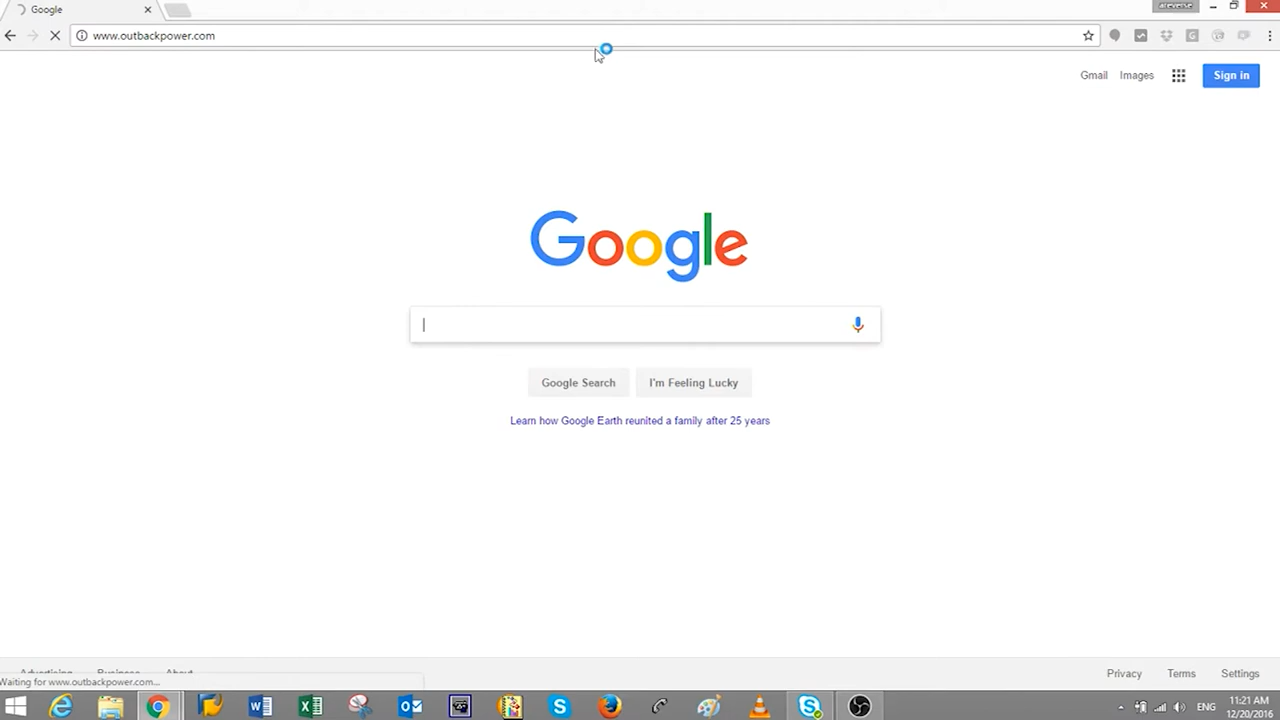 Google
areverse
www.outbackpower.com
Gmail Images Sign in
Google
Google Search I'm Feeling Lucky
Learn how Google Earth reunited a family after 25 years
Advertising Business About
Privacy Terms Settings
Waiting for www.outbackpower.com...
ENG
11:21 AM
12/20/2016